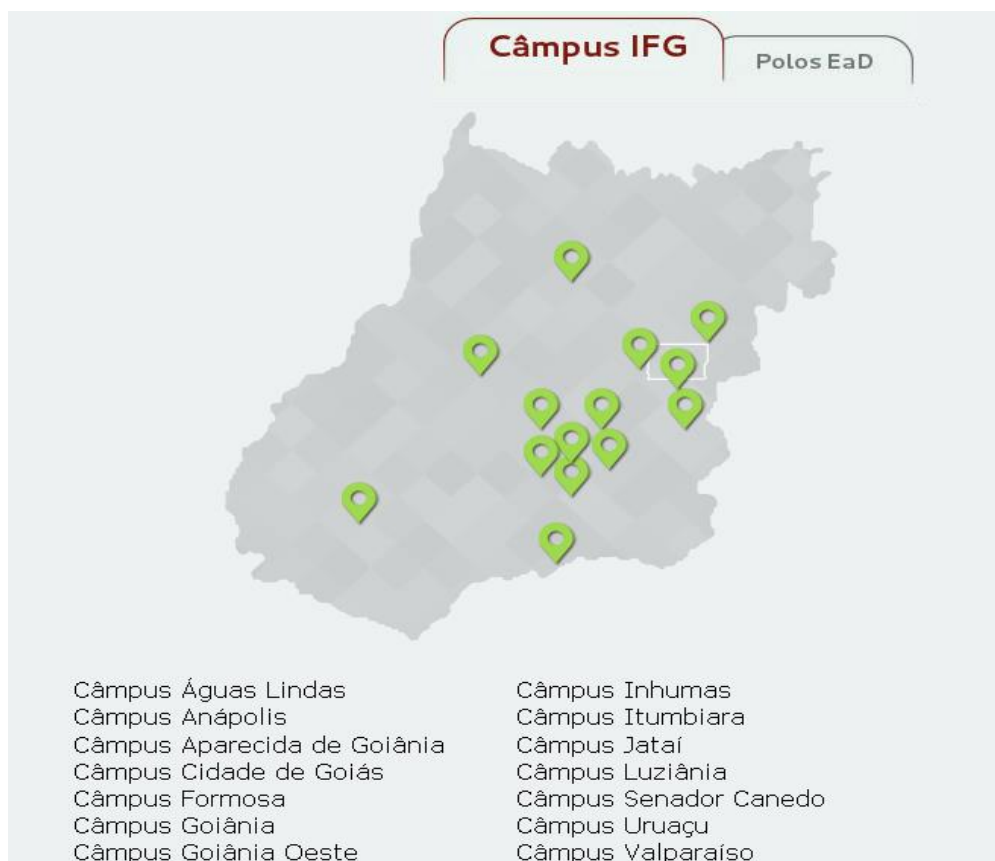 Câmpus IFG
Polos EaD
Câmpus Águas Lindas
Câmpus Anápolis
Câmpus Aparecida de Goiânia
Câmpus Cidade de Goiás
Câmpus Formosa
Câmpus Goiânia
Câmpus Goiânia Oeste
Câmpus Inhumas
Câmpus Itumbiara
Câmpus Jataí
Câmpus Luziânia
Câmpus Senador Canedo
Câmpus Uruaçu
Câmpus Valparaíso